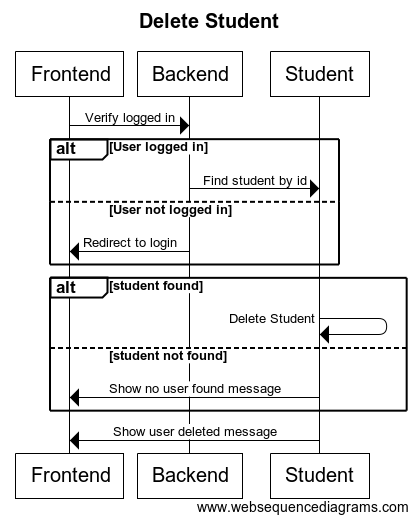 Delete Student
Frontend Backend Student
Verify logged in
alt [User logged in]
Find student by id
[User not logged in]
Redirect to login
alt [student found]
Delete Student
[student not found]
Show no user found message
Show user deleted message
Frontend Backend Student
www.websequencediagrams.com